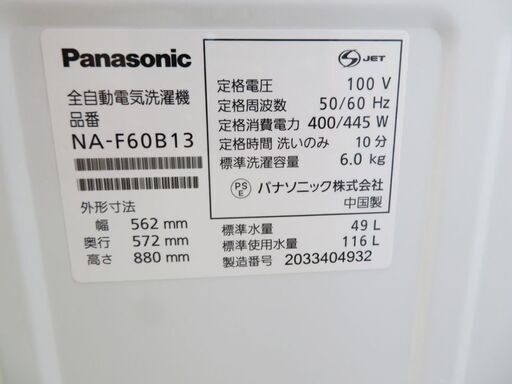 Panasonic
全自動電気洗濯機
品番
NA-F60B13
外形寸法
幅 562 mm
奥行 572 mm
高さ 880 mm
S JET
定格電圧 100 V
定格周波数 50/60 Hz
定格消費電力 400/445 W
定格時間 洗いのみ 10 分
標準洗濯容量 6.0 kg
PS E パナソニック株式会社
中国製
標準水量 49 L
標準使用水量 116 L
製造番号 2033404932